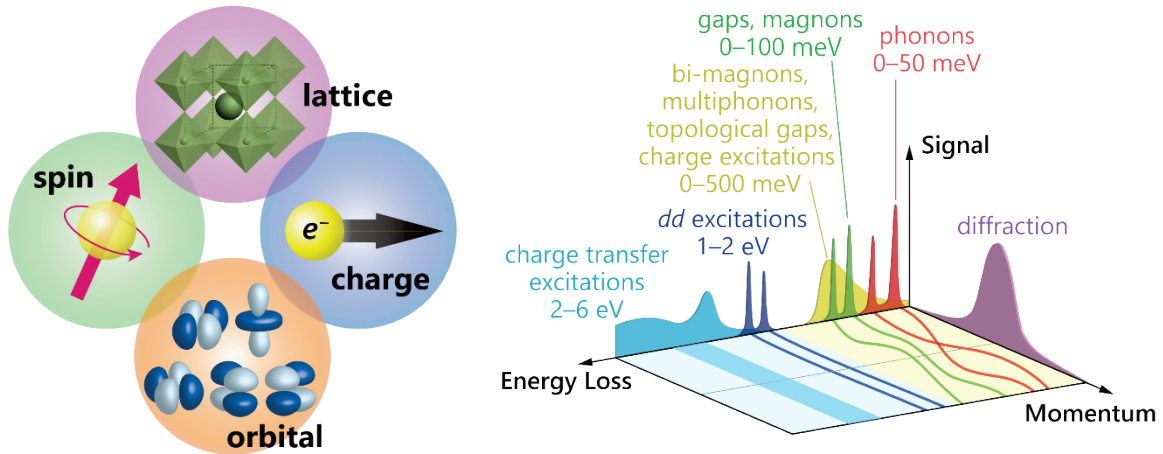 lattice
spin
e⁻
charge
orbital
gaps, magnons
0–100 meV
phonons
0–50 meV
bi-magnons,
multiphonons,
topological gaps,
charge excitations
0–500 meV
Signal
dd excitations
1–2 eV
diffraction
charge transfer
excitations
2–6 eV
Energy Loss
Momentum